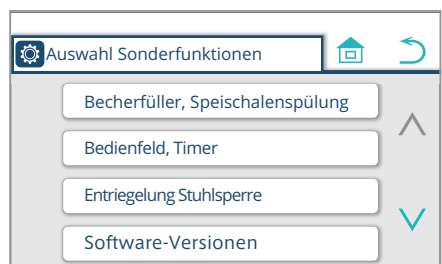 Auswahl Sonderfunktionen
Becherfüller, Speischalenspülung
Bedienfeld, Timer
Entriegelung Stuhlsperre
Software-Versionen